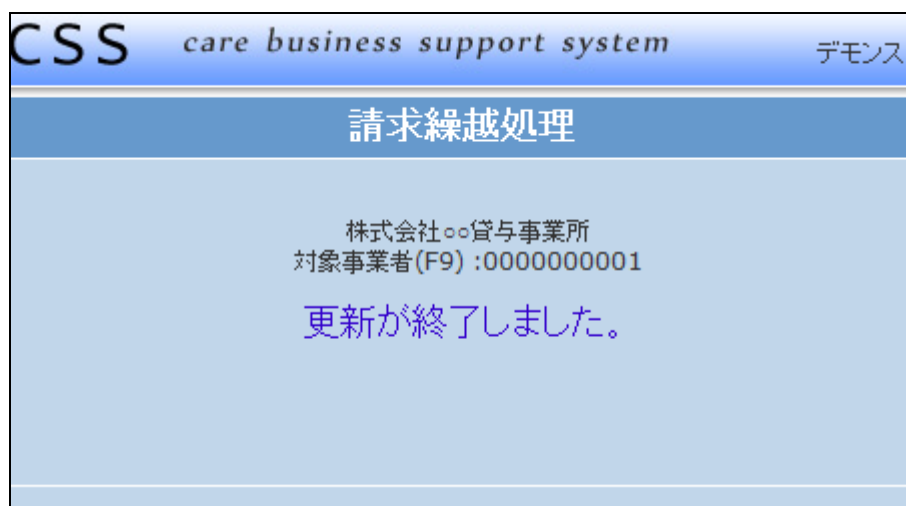 CSS care business support system デモンス
請求繰越処理
株式会社○○貸与事業所
対象事業者(F9) :0000000001
更新が終了しました。